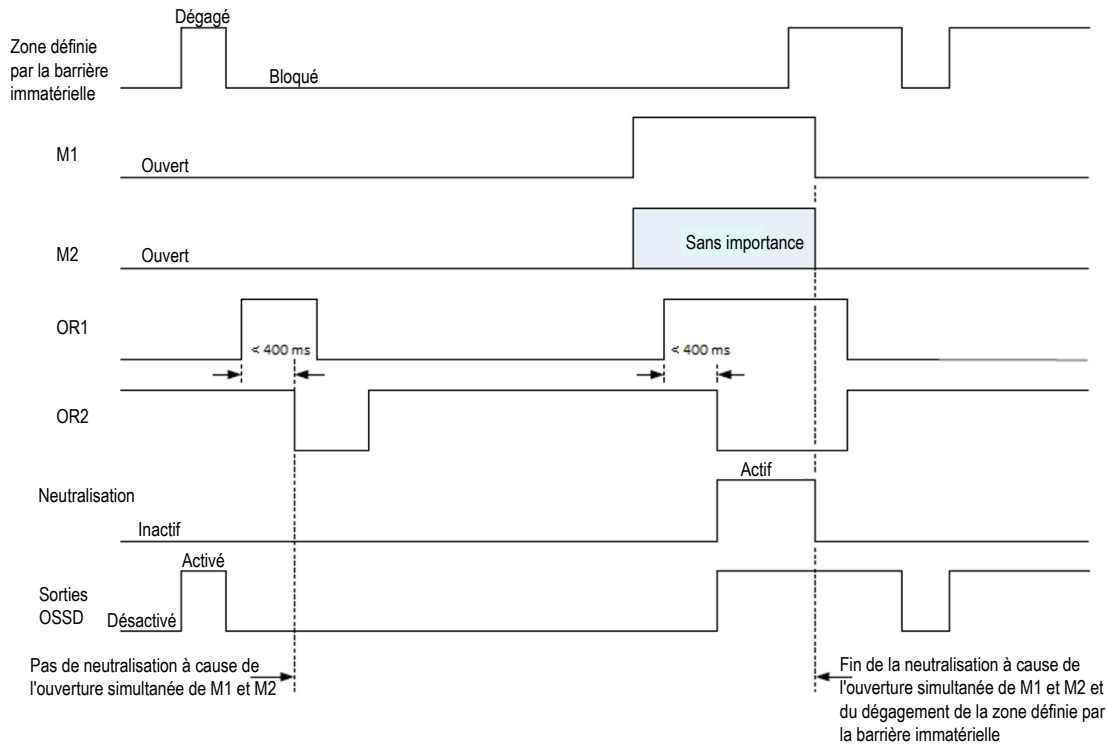 Dégagé
Zone définie
par la barrière
immatérielle
Bloqué
M1
Ouvert
M2
Ouvert
Sans importance
OR1
< 400 ms
< 400 ms
OR2
Actif
Neutralisation
Inactif
Activé
Sorties
OSSD
Désactivé
Pas de neutralisation à cause de
l'ouverture simultanée de M1 et M2
Fin de la neutralisation à cause de
l'ouverture simultanée de M1 et M2 et
du dégagement de la zone définie par
la barrière immatérielle